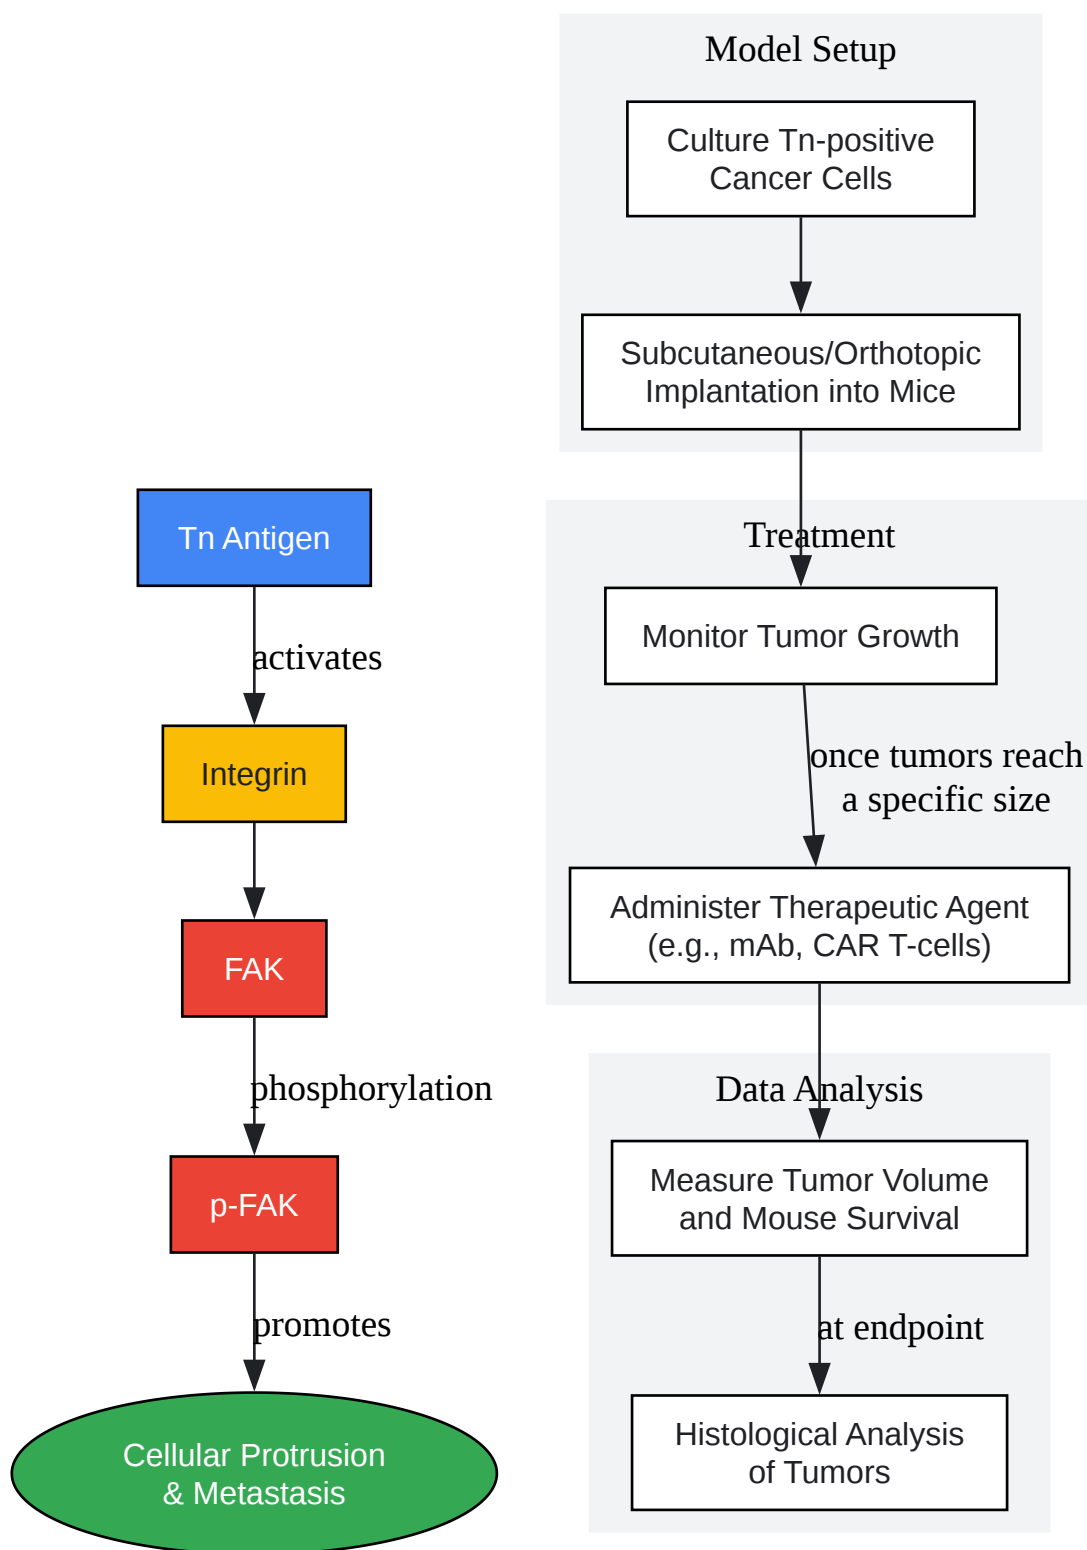 Tn Antigen
activates
Integrin
FAK
phosphorylation
p-FAK
promotes
Cellular Protrusion
& Metastasis
Model Setup
Culture Tn-positive
Cancer Cells
Subcutaneous/Orthotopic
Implantation into Mice
Treatment
Monitor Tumor Growth
once tumors reach
a specific size
Administer Therapeutic Agent
(e.g., mAb, CAR T-cells)
Data Analysis
Measure Tumor Volume
and Mouse Survival
at endpoint
Histological Analysis
of Tumors